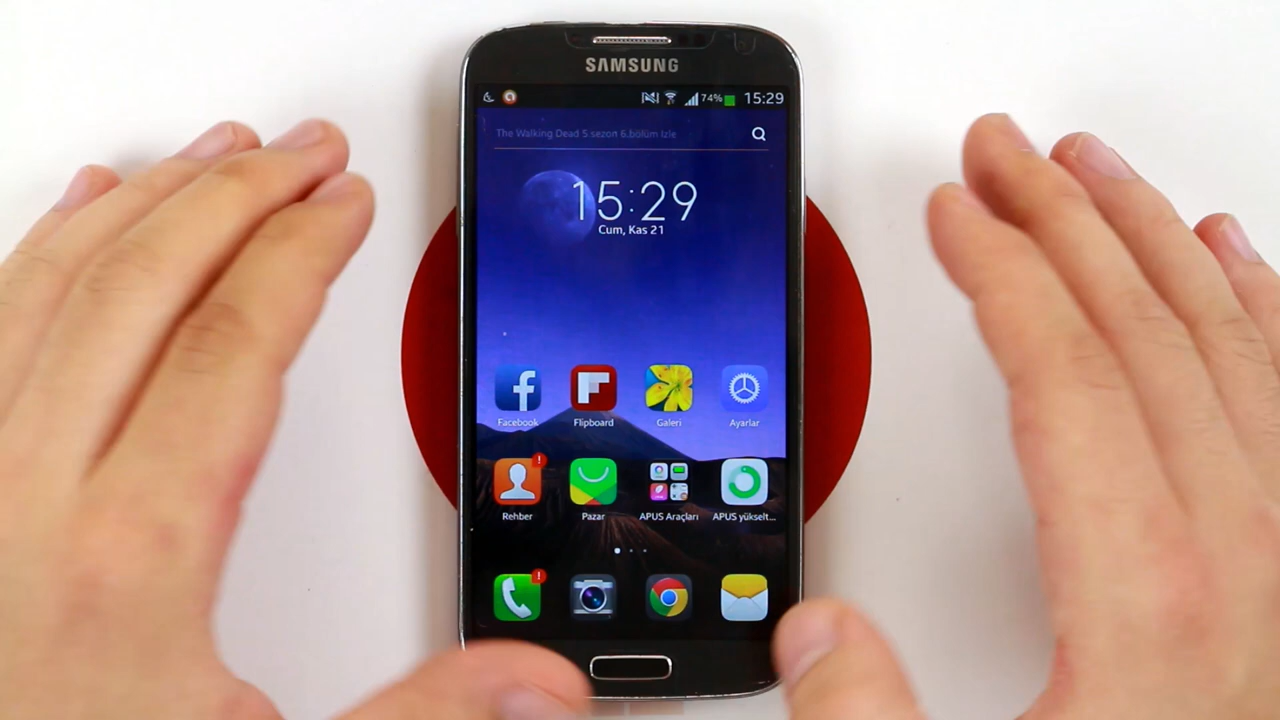 SAMSUNG
74% 15:29
The Walking Dead 5.sezon 6.bölüm İzle
15:29
Cum, Kas 21
Facebook Flipboard Galeri Ayarlar
Rehber Pazar APUS Araçları APUS yükselt...